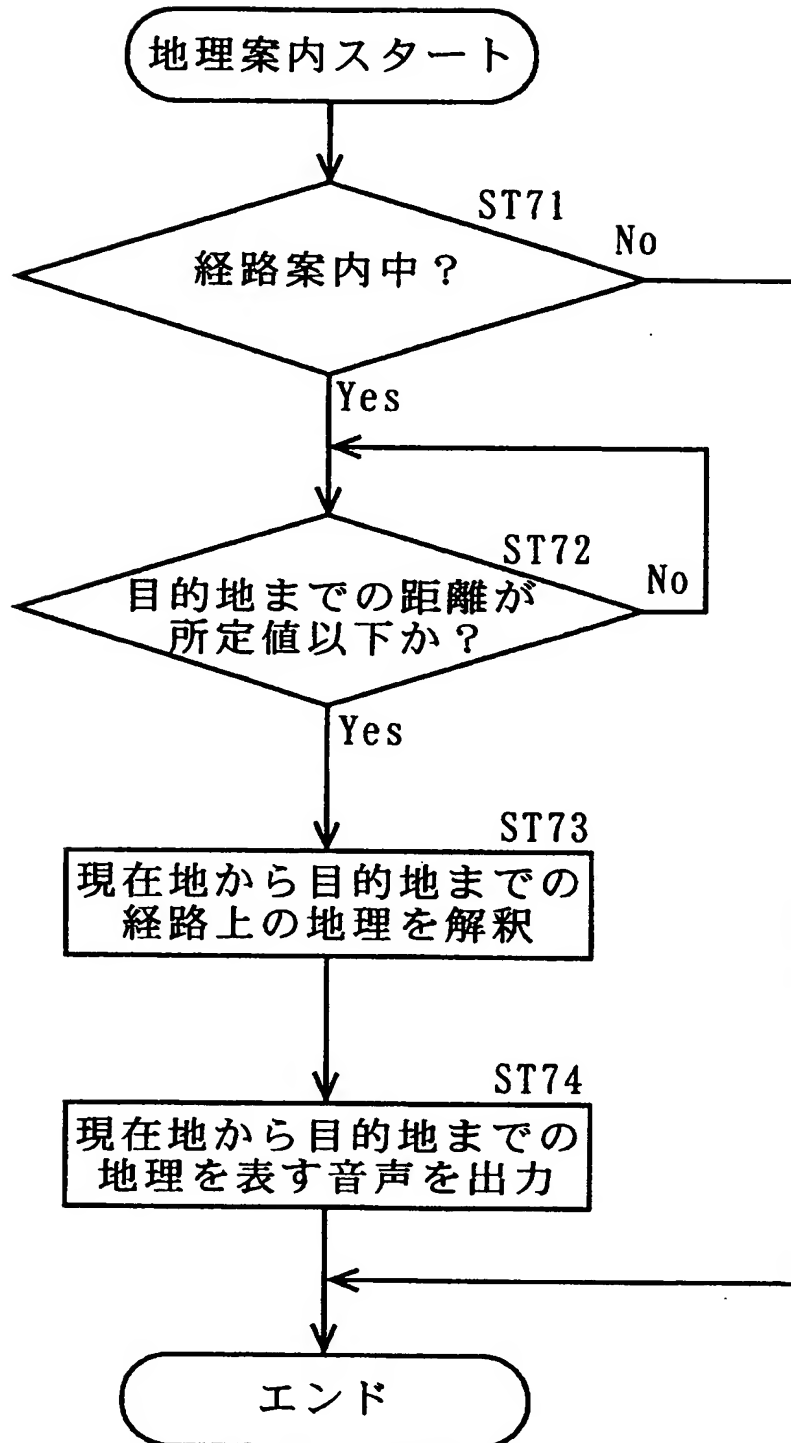 地理案内スタート
ST71
No
経路案内中？
Yes
ST72
No
目的地までの距離が
所定値以下か？
Yes
ST73
現在地から目的地までの
経路上の地理を解釈
ST74
現在地から目的地までの
地理を表す音声を出力
エンド